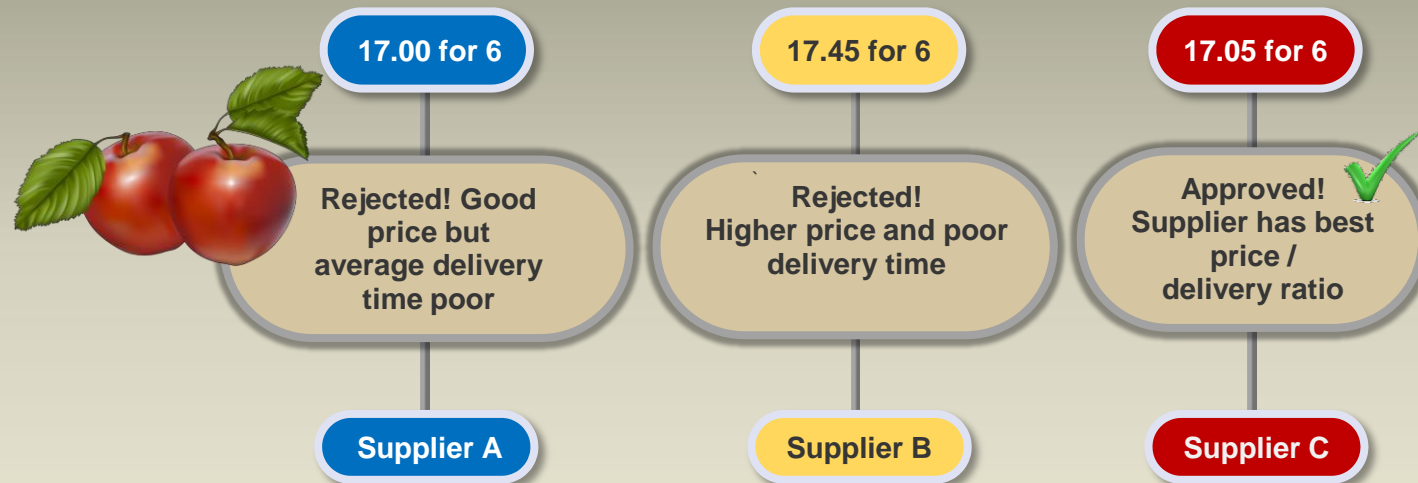 17.00 for 6
17.45 for 6
17.05 for 6
Rejected! Good
price but
average delivery
time poor
`
Rejected!
Higher price and poor
delivery time
Approved!
Supplier has best
price /
delivery ratio
Supplier A
Supplier B
Supplier C